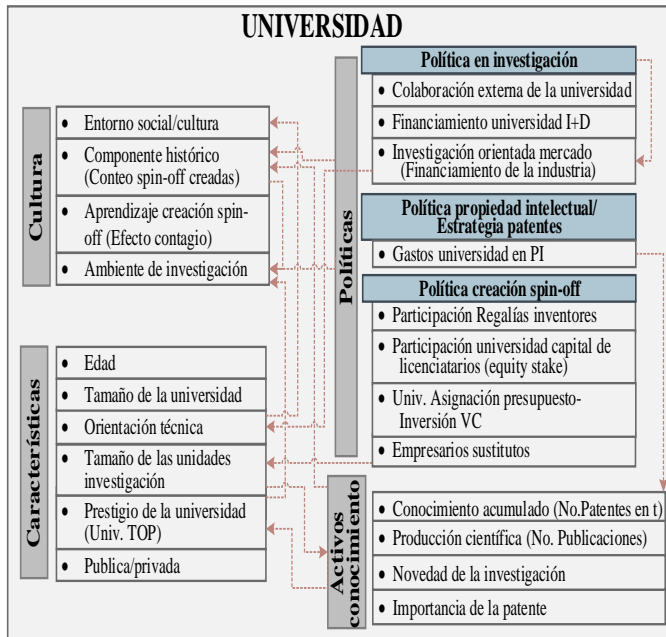 UNIVERSIDAD
Cultura
• Entorno social/cultura
• Componente histórico
(Conteo spin-off creadas)
• Aprendizaje creación spin-
off (Efecto contagio)
• Ambiente de investigación
Características
• Edad
• Tamaño de la universidad
• Orientación técnica
• Tamaño de las unidades
investigación
• Prestigio de la universidad
(Univ. TOP)
• Publica/privada
Políticas
Política en investigación
• Colaboración externa de la universidad
• Financiamiento universidad I+D
• Investigación orientada mercado
(Financiamiento de la industria)
Política propiedad intelectual/
Estrategia patentes
• Gastos universidad en PI
Política creación spin-off
• Participación Regalías inventores
• Participación universidad capital de
licenciatarios (equity stake)
• Univ. Asignación presupuesto-
Inversión VC
• Empresarios sustitutos
Activos
conocimiento
• Conocimiento acumulado (No.Patentes en t)
• Producción científica (No. Publicaciones)
• Novedad de la investigación
• Importancia de la patente